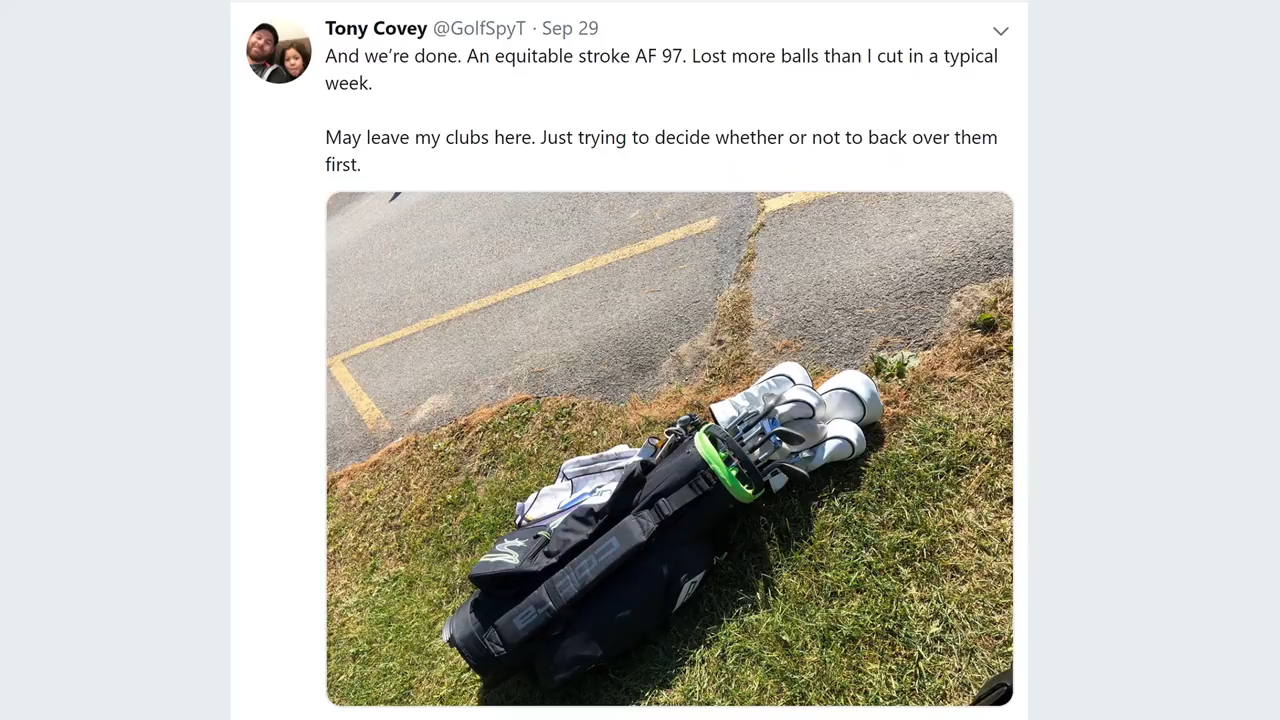 Tony Covey @GolfSpyT · Sep 29
And we’re done. An equitable stroke AF 97. Lost more balls than I cut in a typical
week.
May leave my clubs here. Just trying to decide whether or not to back over them
first.
cobra